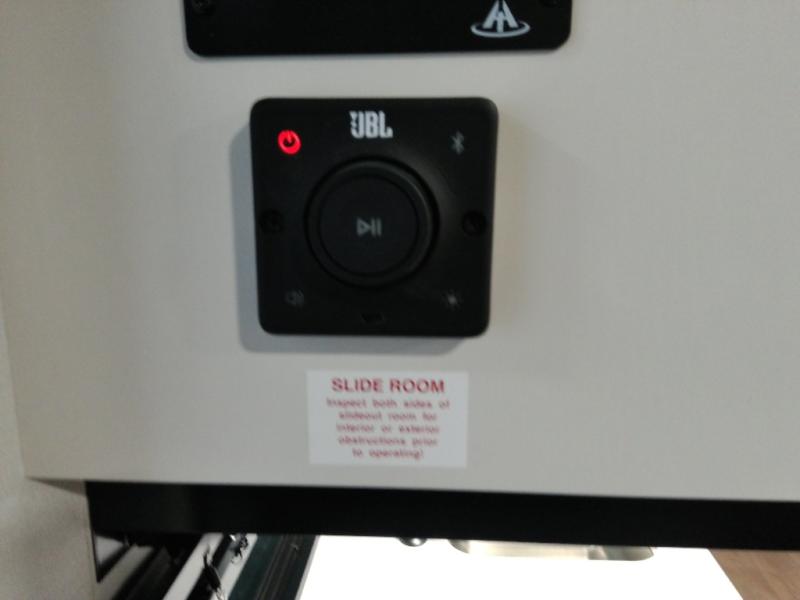 JBL
SLIDE ROOM
Inspect both sides of
slideout room for
interior or exterior
obstructions prior
to operating!